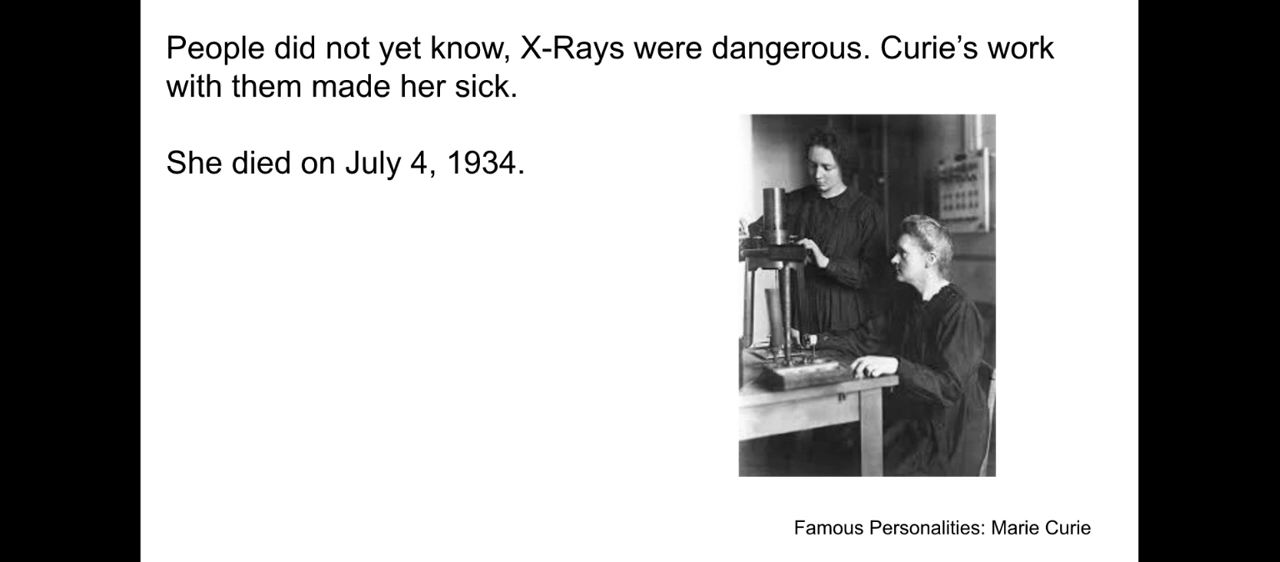 People did not yet know, X-Rays were dangerous. Curie’s work
with them made her sick.
She died on July 4, 1934.
Famous Personalities: Marie Curie